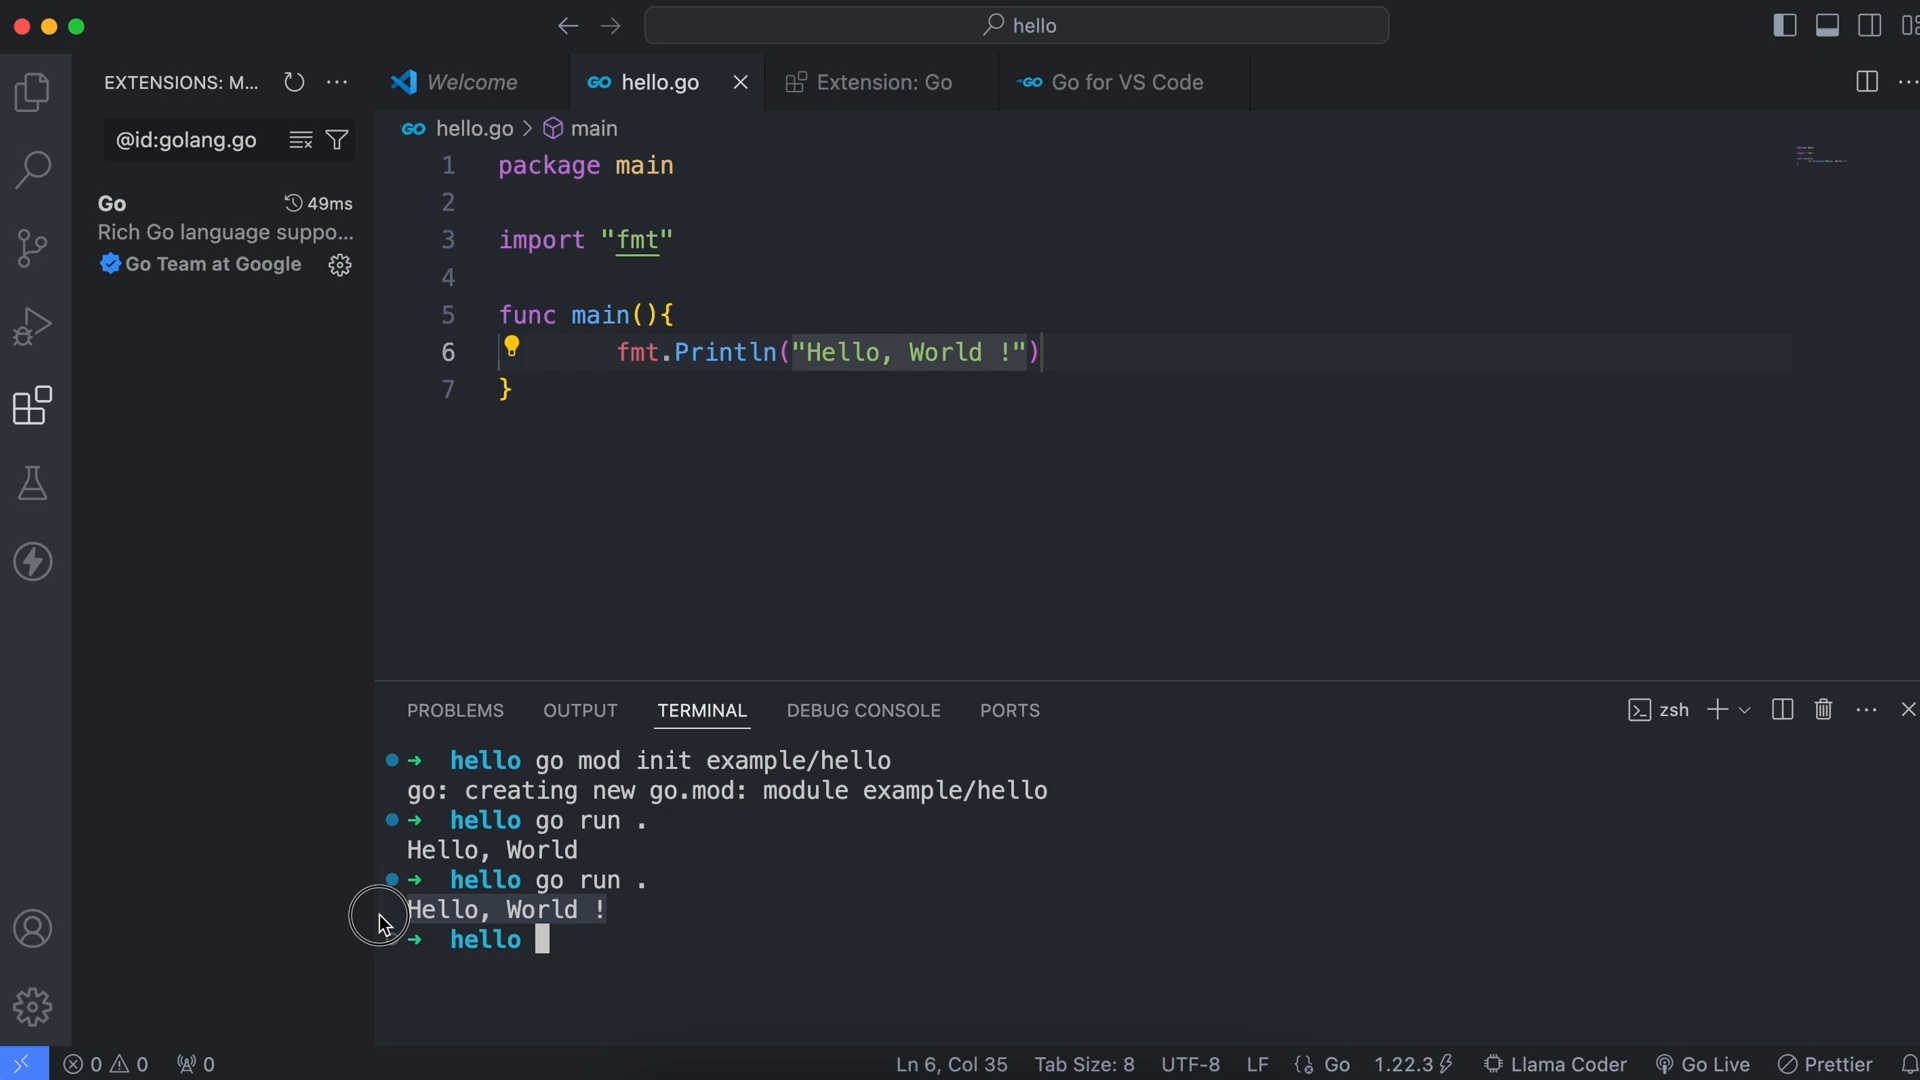 hello
EXTENSIONS: M...
@id:golang.go
Go 49ms
Rich Go language suppo...
Go Team at Google
Welcome
GO hello.go
Extension: Go
GO Go for VS Code
GO hello.go > main
1 package main
2
3 import "fmt"
4
5 func main(){
6 fmt.Println("Hello, World !")
7 }
PROBLEMS OUTPUT TERMINAL DEBUG CONSOLE PORTS
zsh
➜ hello go mod init example/hello
go: creating new go.mod: module example/hello
➜ hello go run .
Hello, World
➜ hello go run .
Hello, World !
➜ hello
0 0 0
Ln 6, Col 35 Tab Size: 8 UTF-8 LF Go 1.22.3 Llama Coder Go Live Prettier